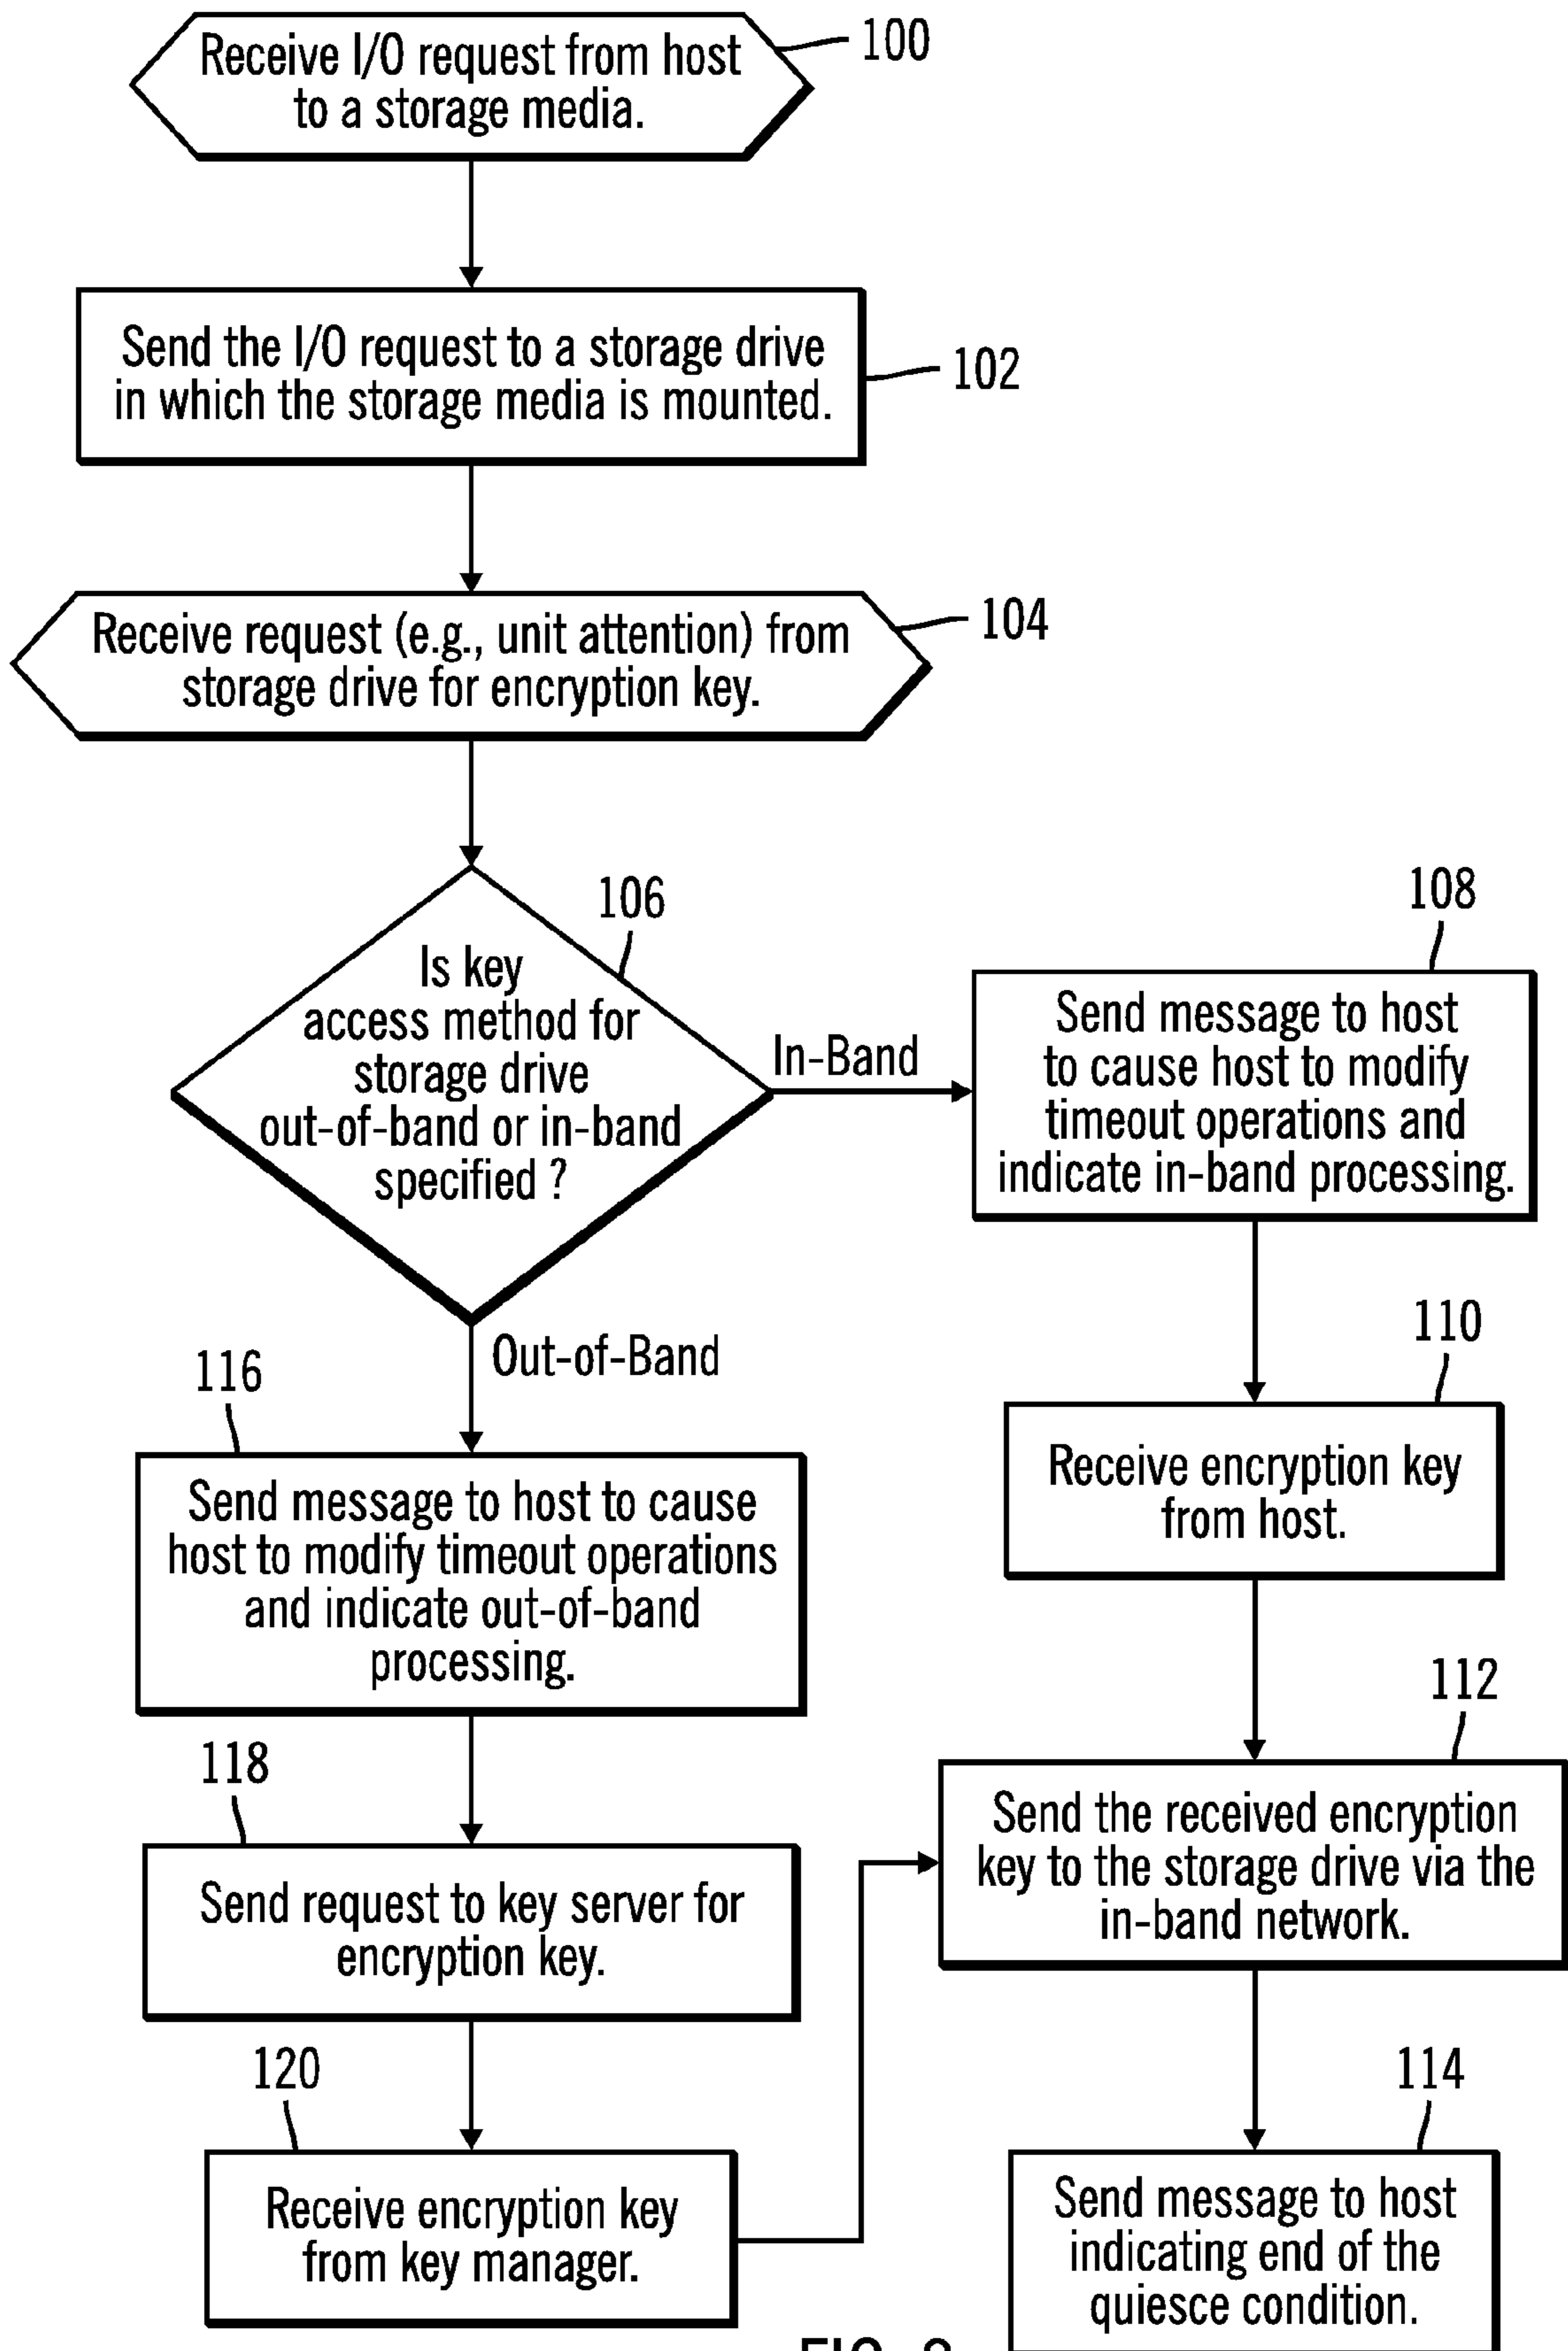 Receive I/O request from host
to a storage media.
100
Send the I/O request to a storage drive
in which the storage media is mounted.
102
Receive request (e.g., unit attention) from
storage drive for encryption key.
104
106
Is key
access method for
storage drive
out-of-band or in-band
specified ?
In-Band
Out-of-Band
108
Send message to host
to cause host to modify
timeout operations and
indicate in-band processing.
110
Receive encryption key
from host.
112
Send the received encryption
key to the storage drive via the
in-band network.
114
Send message to host
indicating end of the
quiesce condition.
116
Send message to host to cause
host to modify timeout operations
and indicate out-of-band
processing.
118
Send request to key server for
encryption key.
120
Receive encryption key
from key manager.
FIG.